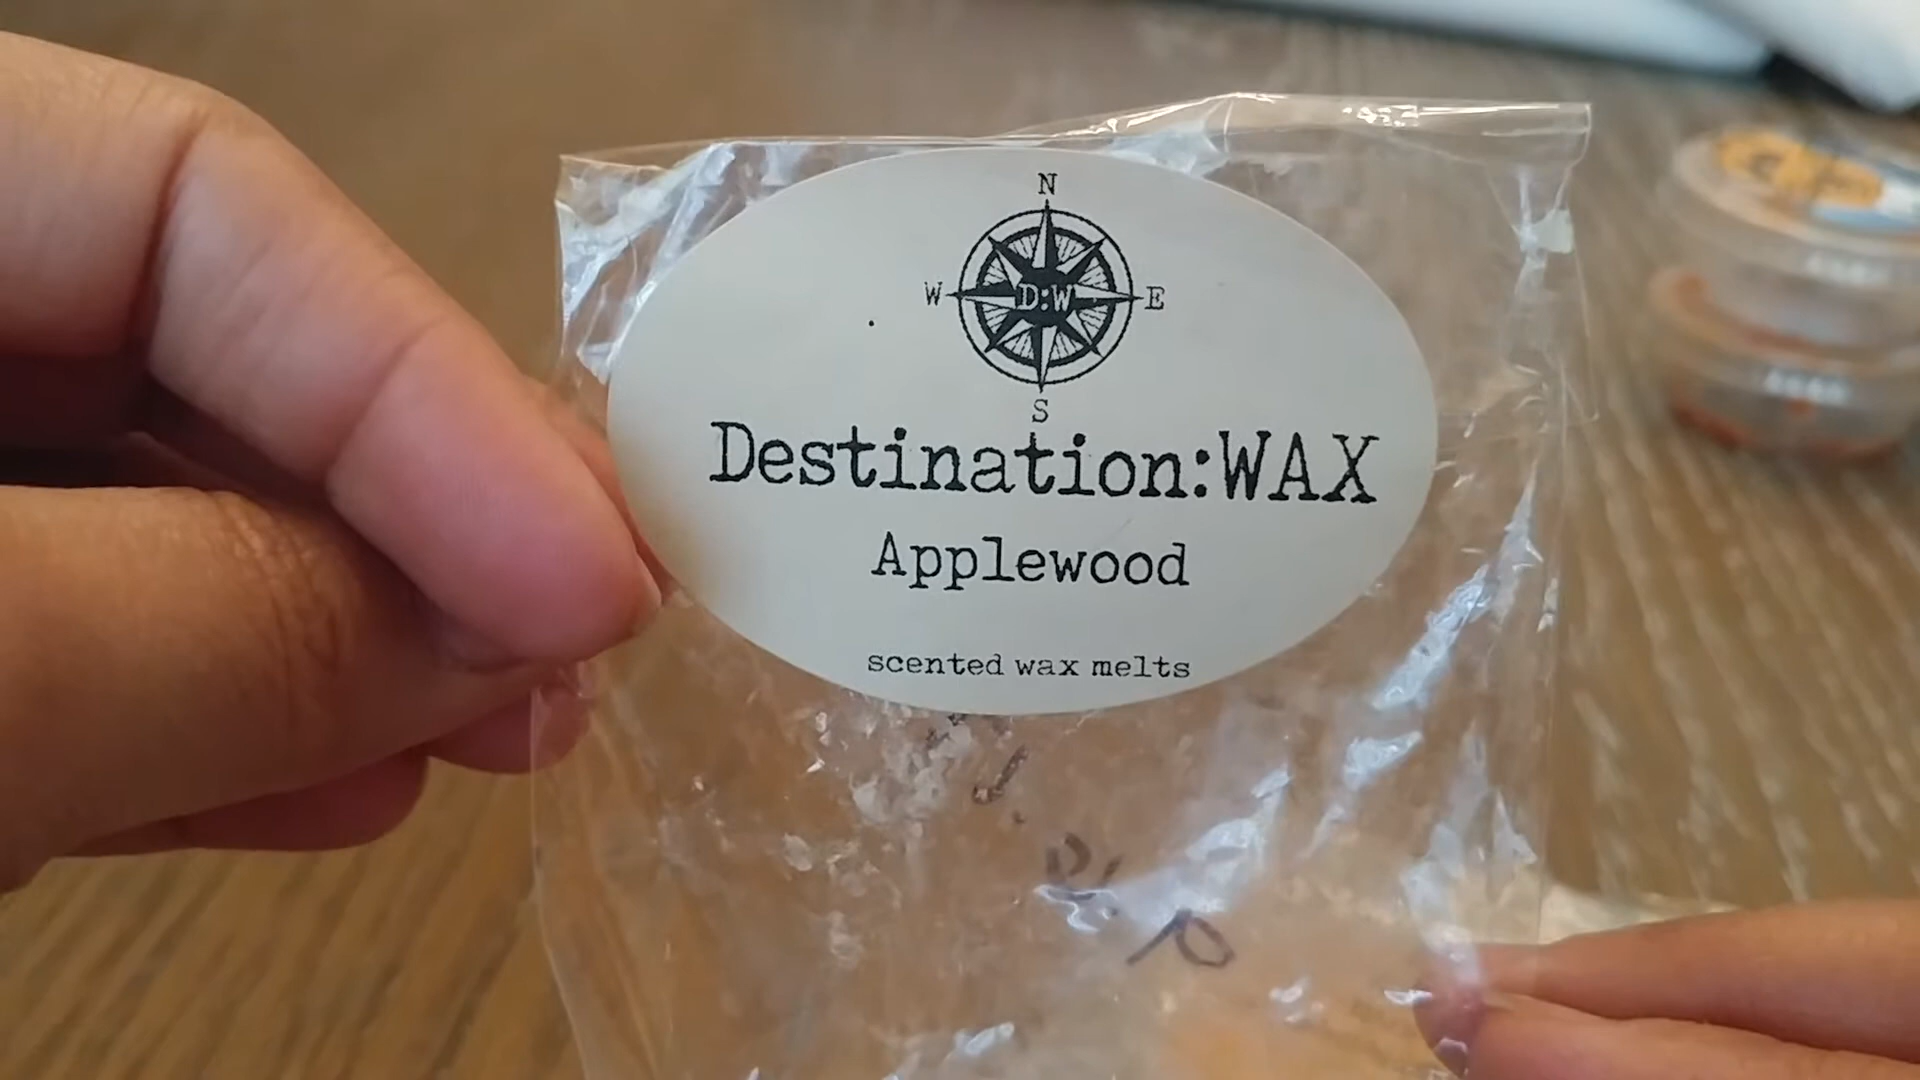 N
W D:W E
S
Destination:WAX
Applewood
scented wax melts